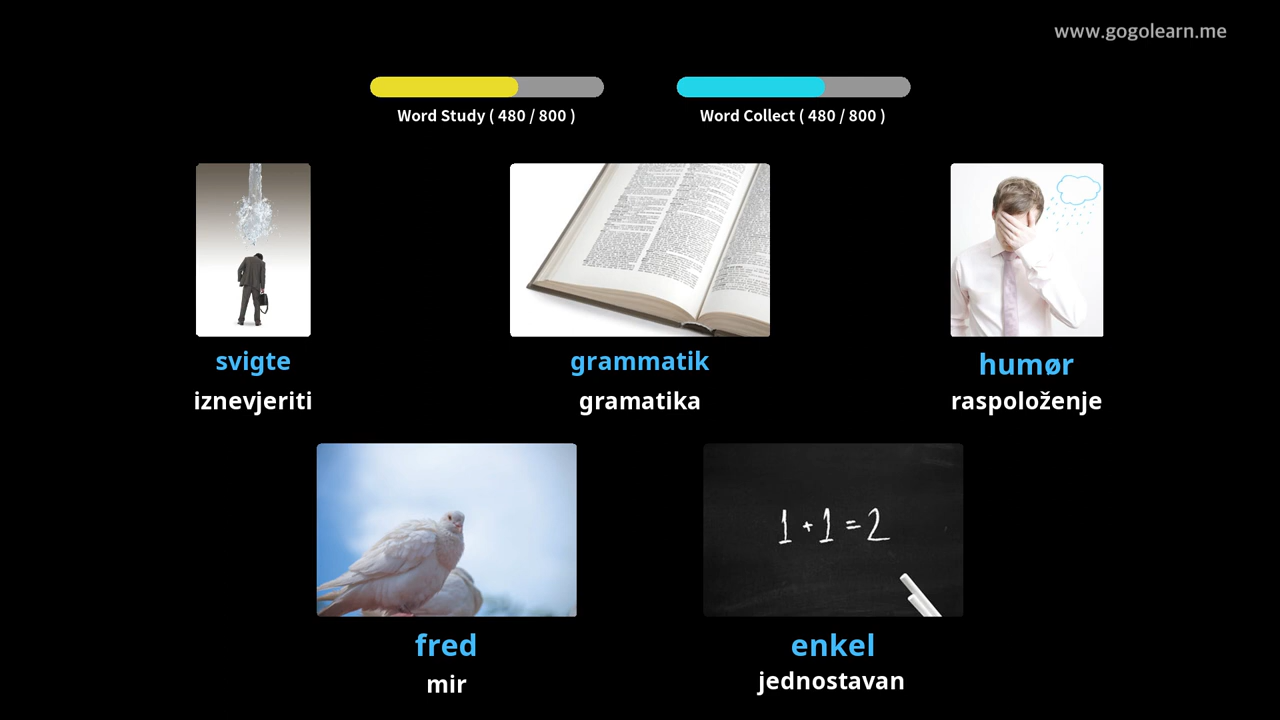 www.gogolearn.me
Word Study ( 480 / 800 )
Word Collect ( 480 / 800 )
svigte
iznevjeriti
grammatik
gramatika
humør
raspoloženje
fred
mir
1 + 1 = 2
enkel
jednostavan